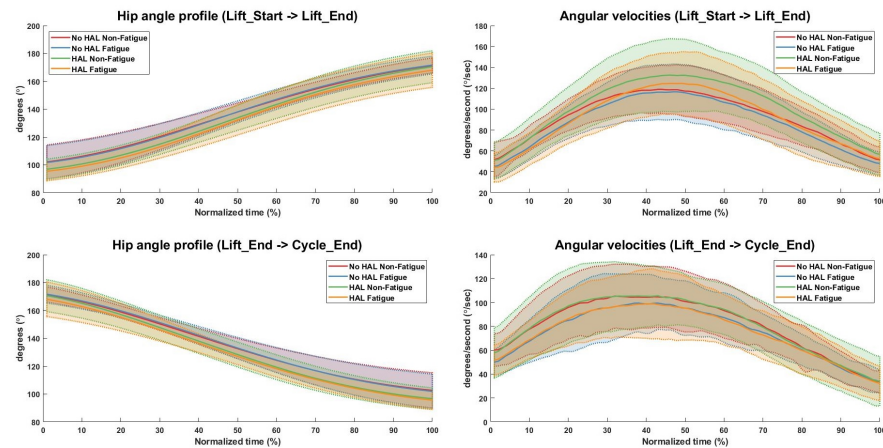 Hip angle profile (Lift_Start -> Lift_End)
degrees (°)
200
180
160
140
120
100
80
0 10 20 30 40 50 60 70 80 90 100
Normalized time (%)
No HAL Non-Fatigue
No HAL Fatigue
HAL Non-Fatigue
HAL Fatigue
Angular velocities (Lift_Start -> Lift_End)
degrees/second (°/sec)
180
160
140
120
100
80
60
40
20
0 10 20 30 40 50 60 70 80 90 100
Normalized time (%)
No HAL Non-Fatigue
No HAL Fatigue
HAL Non-Fatigue
HAL Fatigue
Hip angle profile (Lift_End -> Cycle_End)
degrees (°)
200
180
160
140
120
100
80
0 10 20 30 40 50 60 70 80 90 100
Normalized time (%)
No HAL Non-Fatigue
No HAL Fatigue
HAL Non-Fatigue
HAL Fatigue
Angular velocities (Lift_End -> Cycle_End)
degrees/second (°/sec)
140
120
100
80
60
40
20
0
0 10 20 30 40 50 60 70 80 90 100
Normalized time (%)
No HAL Non-Fatigue
No HAL Fatigue
HAL Non-Fatigue
HAL Fatigue